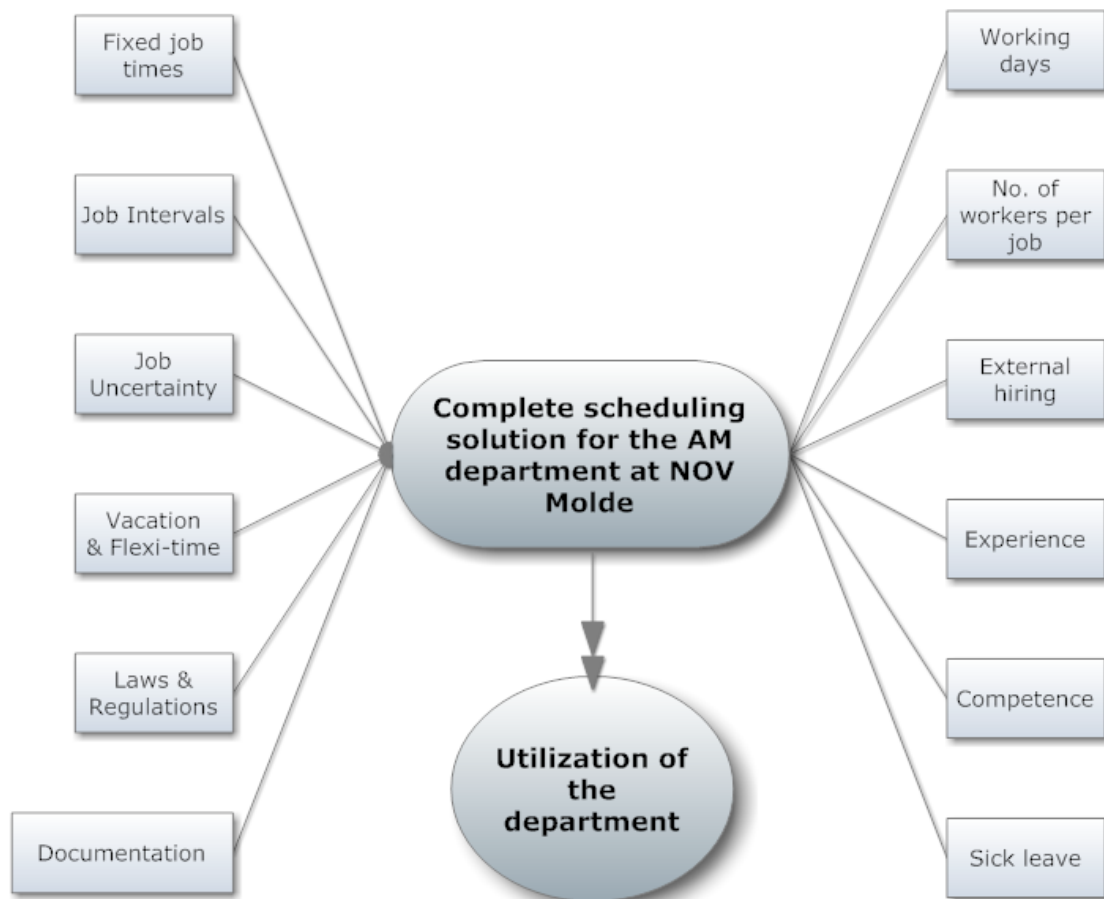 Fixed job
times
Job Intervals
Job
Uncertainty
Vacation
& Flexi-time
Laws &
Regulations
Documentation
Complete scheduling
solution for the AM
department at NOV
Molde
Utilization of
the
department
Working
days
No. of
workers per
job
External
hiring
Experience
Competence
Sick leave